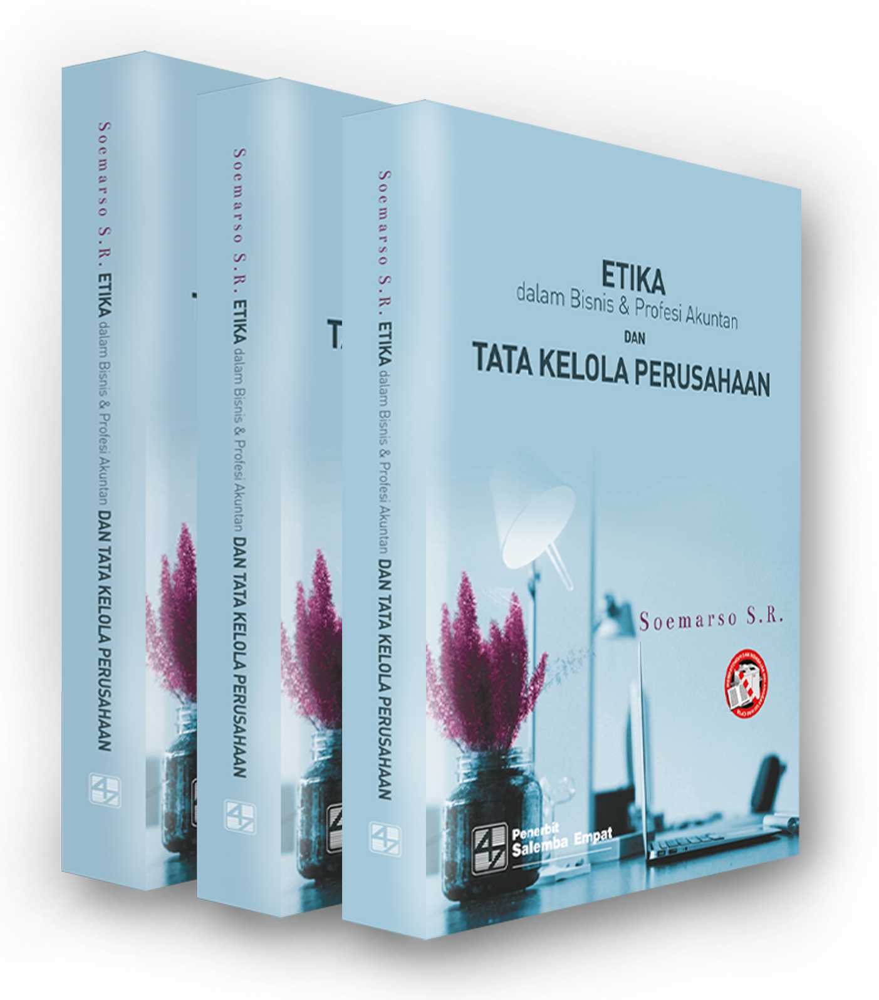 Soemarso S.R. ETIKA dalam Bisnis & Profesi Akuntan DAN TATA KELOLA PERUSAHAAN
Soemarso S.R. ETIKA dalam Bisnis & Profesi Akuntan DAN TATA KELOLA PERUSAHAAN
Soemarso S.R. ETIKA dalam Bisnis & Profesi Akuntan DAN TATA KELOLA PERUSAHAAN
ETIKA
dalam Bisnis & Profesi Akuntan
DAN
TATA KELOLA PERUSAHAAN
Soemarso S.R.
Penerbit
Salemba Empat